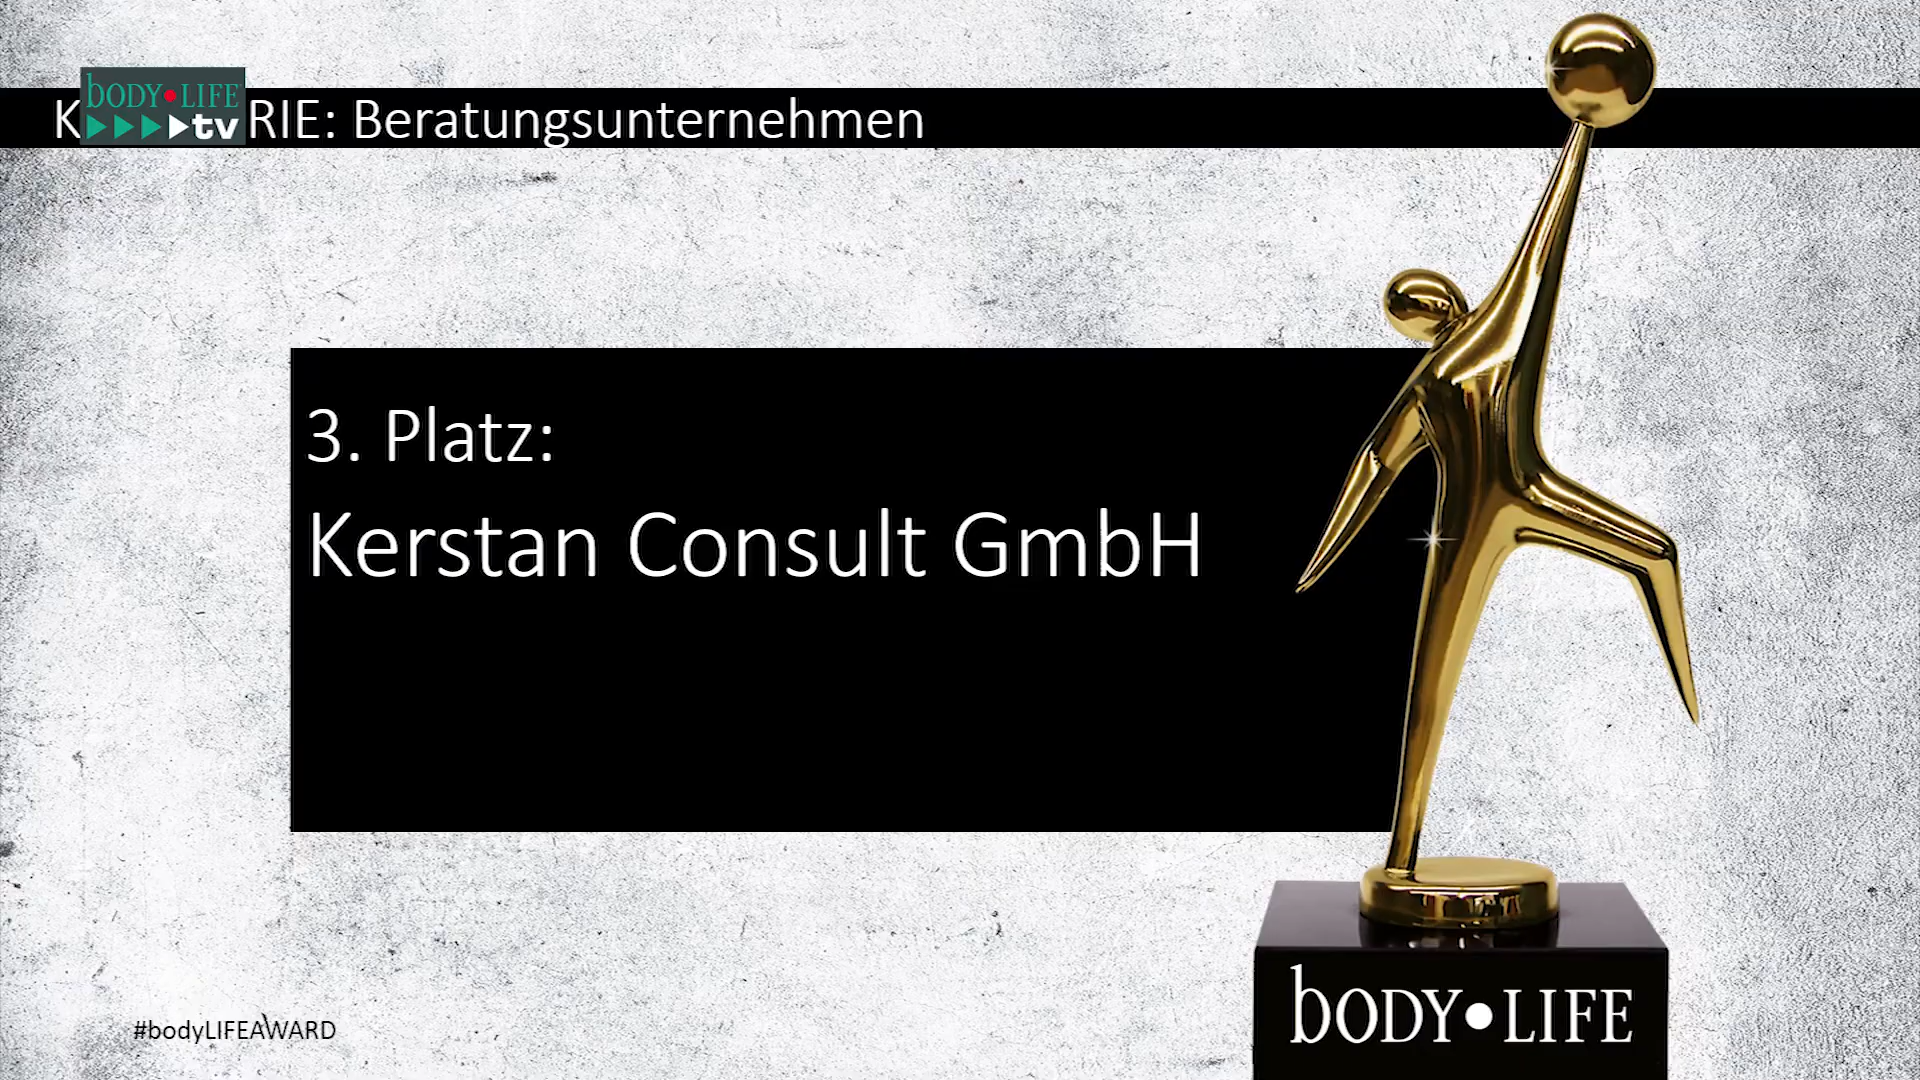 BODY•LIFE
tv
RIE: Beratungsunternehmen
3. Platz:
Kerstan Consult GmbH
BODY•LIFE
#bodyLIFEAWARD